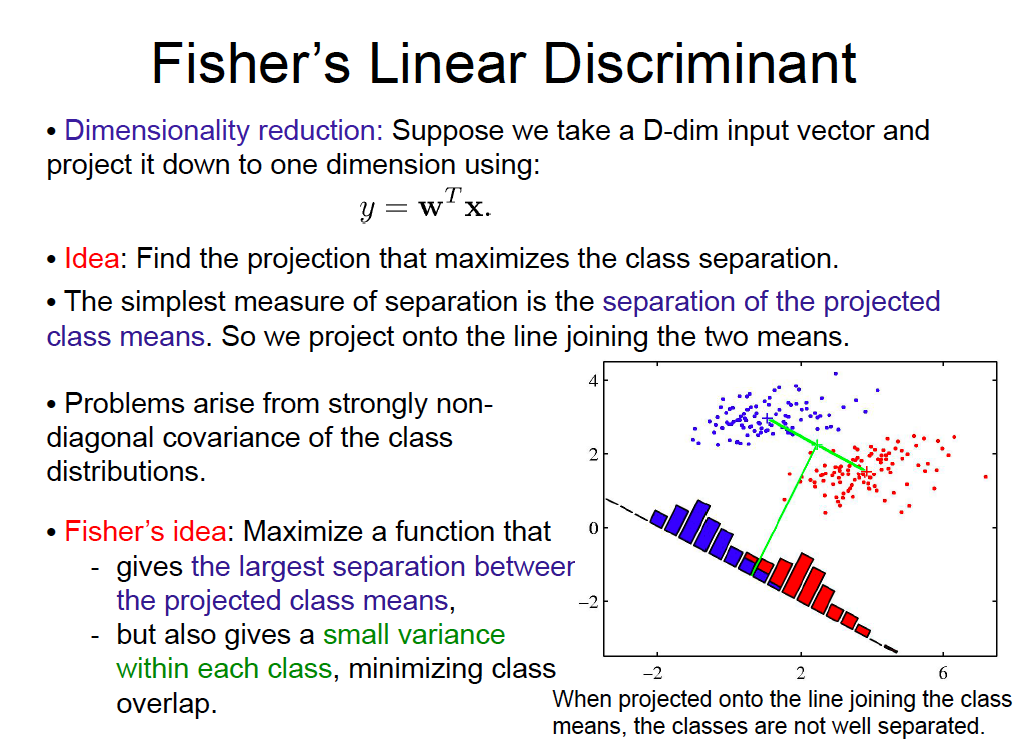 Fisher's Linear Discriminant
• Dimensionality reduction: Suppose we take a D-dim input vector and
project it down to one dimension using:
y = w^T x.
• Idea: Find the projection that maximizes the class separation.
• The simplest measure of separation is the separation of the projected
class means. So we project onto the line joining the two means.
• Problems arise from strongly non-
diagonal covariance of the class
distributions.
• Fisher's idea: Maximize a function that
- gives the largest separation between
the projected class means,
- but also gives a small variance
within each class, minimizing class
overlap.
4
2
0
−2
−2 2 6
When projected onto the line joining the class
means, the classes are not well separated.